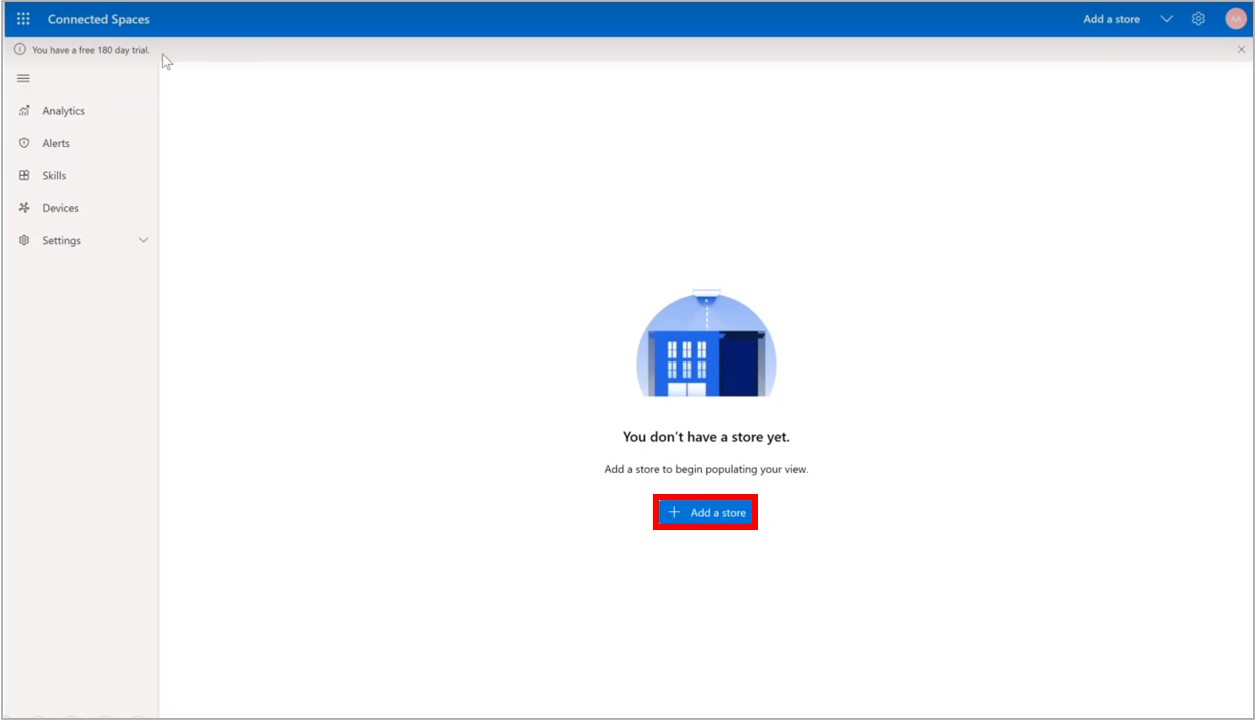 Connected Spaces
Add a store
AA
You have a free 180 day trial.
Analytics
Alerts
Skills
Devices
Settings
You don't have a store yet.
Add a store to begin populating your view.
Add a store